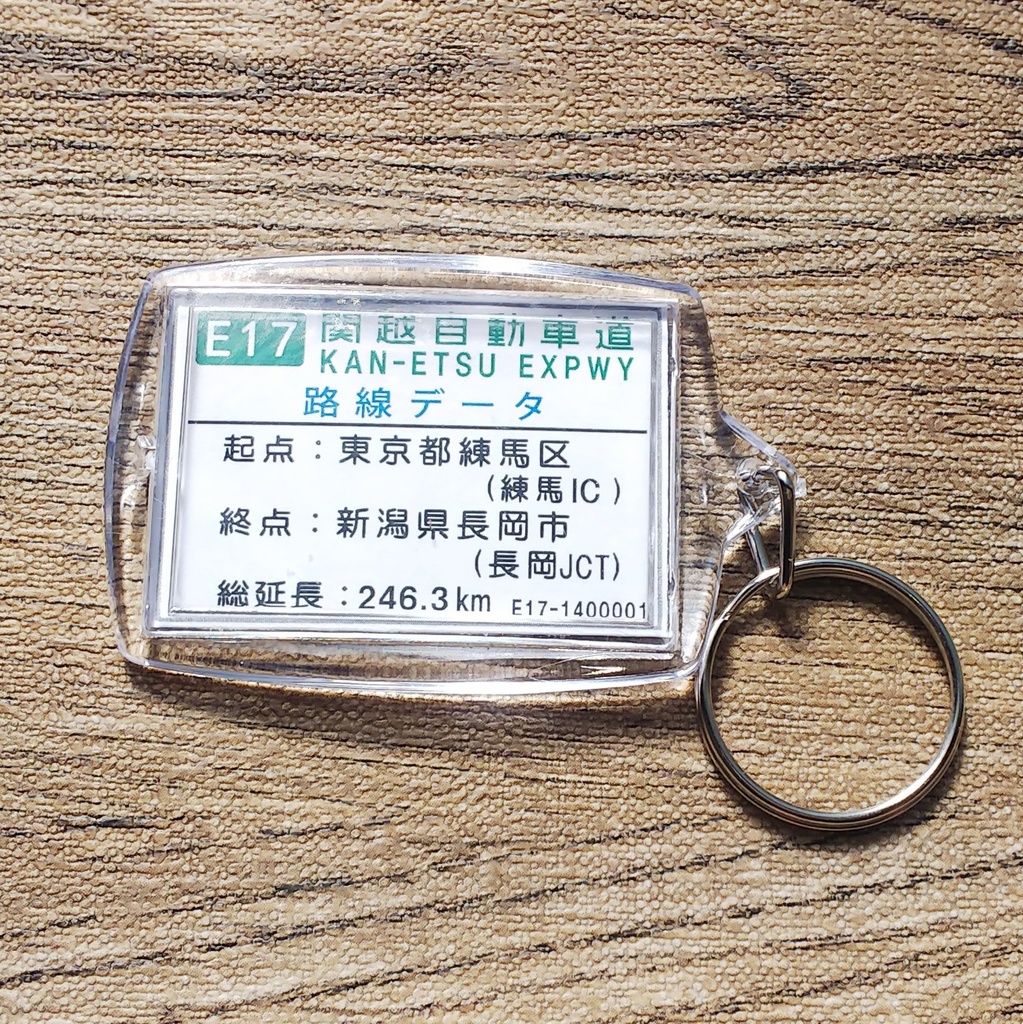 E17 関越自動車道
KAN-ETSU EXPWY
路線データ
起点：東京都練馬区
(練馬IC)
終点：新潟県長岡市
(長岡JCT)
総延長：246.3km E17-1400001